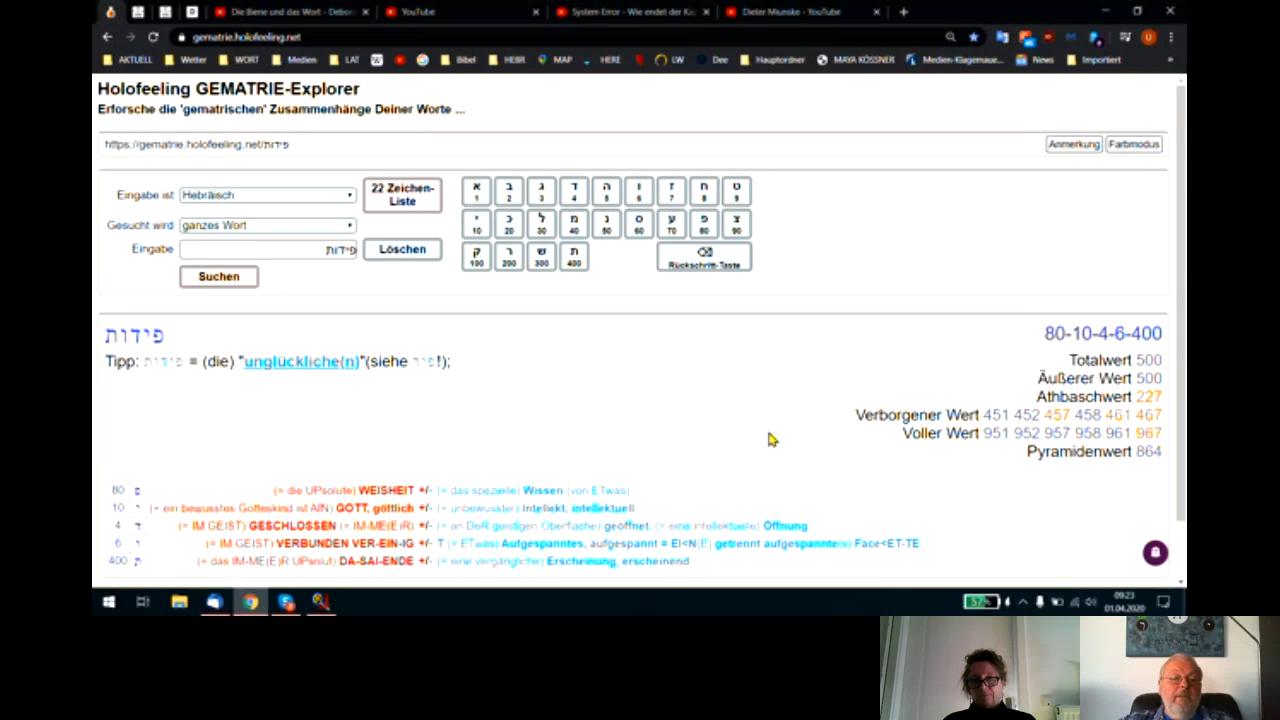 Die Biene und das Wort - Debor
YouTube
System Error - Wie endet der Ka
Dieter Miunske - YouTube
gematrie.holofeeling.net
AKTUELL Wetter WORT Medien LAT Bibel HEBR MAP HERE LW Dee Hauptordner MAYA KÖSSNER Medien-Klagemaue... News Importiert
Holofeeling GEMATRIE-Explorer
Erforsche die 'gematrischen' Zusammenhänge Deiner Worte ...
https://gematrie.holofeeling.net/פידות
Anmerkung Farbmodus
Eingabe ist Hebräisch
22 Zeichen-Liste
Gesucht wird ganzes Wort
Eingabe פידות Löschen
Suchen
א ב ג ד ה ו ז ח ט
1 2 3 4 5 6 7 8 9
י כ ל מ נ ס ע פ צ
10 20 30 40 50 60 70 80 90
ק ר ש ת
100 200 300 400
Rückschritt-Taste
פידות 80-10-4-6-400
Tipp: פידות = (die) "unglückliche(n)"(siehe פיד!);
Totalwert 500
Äußerer Wert 500
Athbaschwert 227
Verborgener Wert 451 452 457 458 461 467
Voller Wert 951 952 957 958 961 967
Pyramidenwert 864
80 פ (= die UPsolute) WEISHEIT +/- (= das spezielle) Wissen (von ETwas)
10 י (= ein bewusstes Gotteskind ist AIN) GOTT, göttlich +/- (= unbewusster) Intellekt, intellektuell
4 ד (= IM GEIST) GESCHLOSSEN (= IM-ME(E)R) +/- (= an DeR geistigen Oberfläche) geöffnet, (= eine intellektuelle) Öffnung
6 ו (= IM GEIST) VERBUNDEN VER-EIN-IG +/- T (= ETwas) Aufgespanntes, aufgespannt = EI<N(E) getrennt aufgespannte(s) Face<ET-TE
400 ת (= das IM-ME(E)R UPsolut) DA-SAI-ENDE +/- (= eine vergängliche) Erscheinung, erscheinend
57%
09:23
01.04.2020